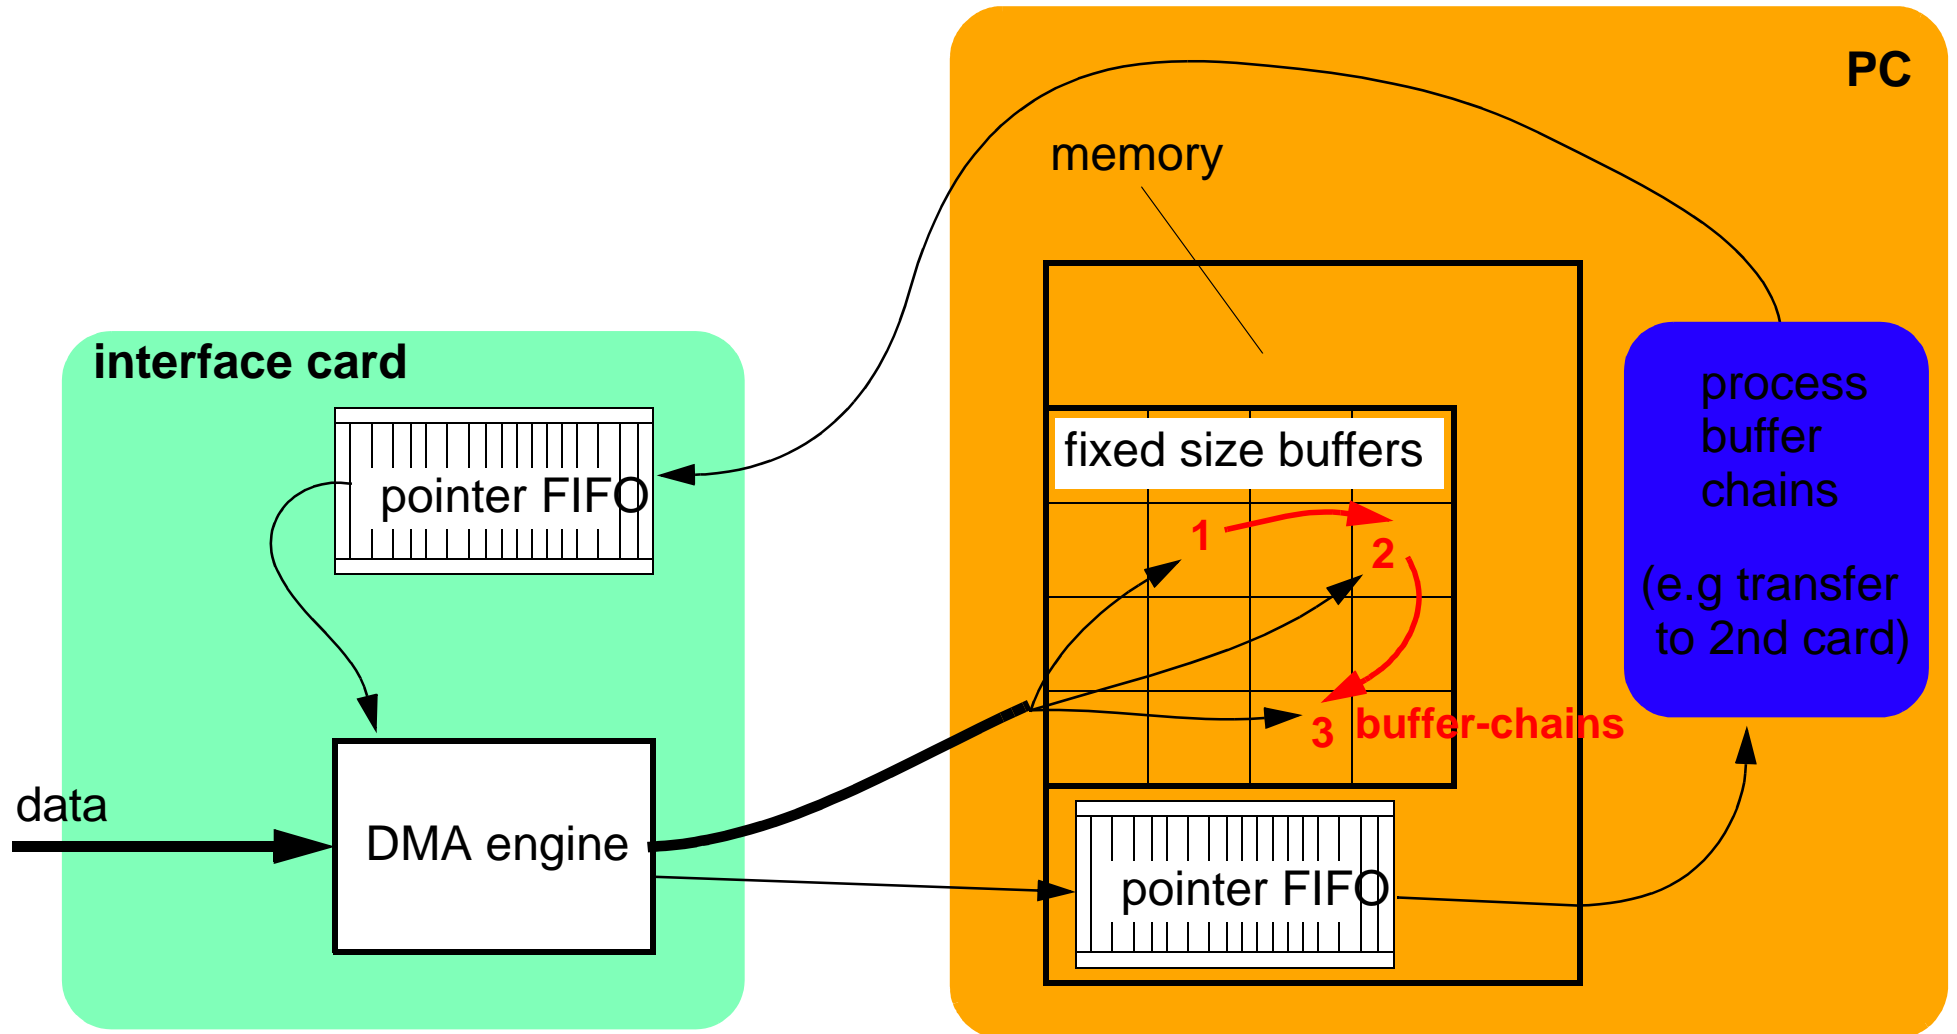 PC
memory
interface card
pointer FIFO
fixed size buffers
1
2
3
buffer-chains
process
buffer
chains
(e.g transfer
to 2nd card)
data
DMA engine
pointer FIFO